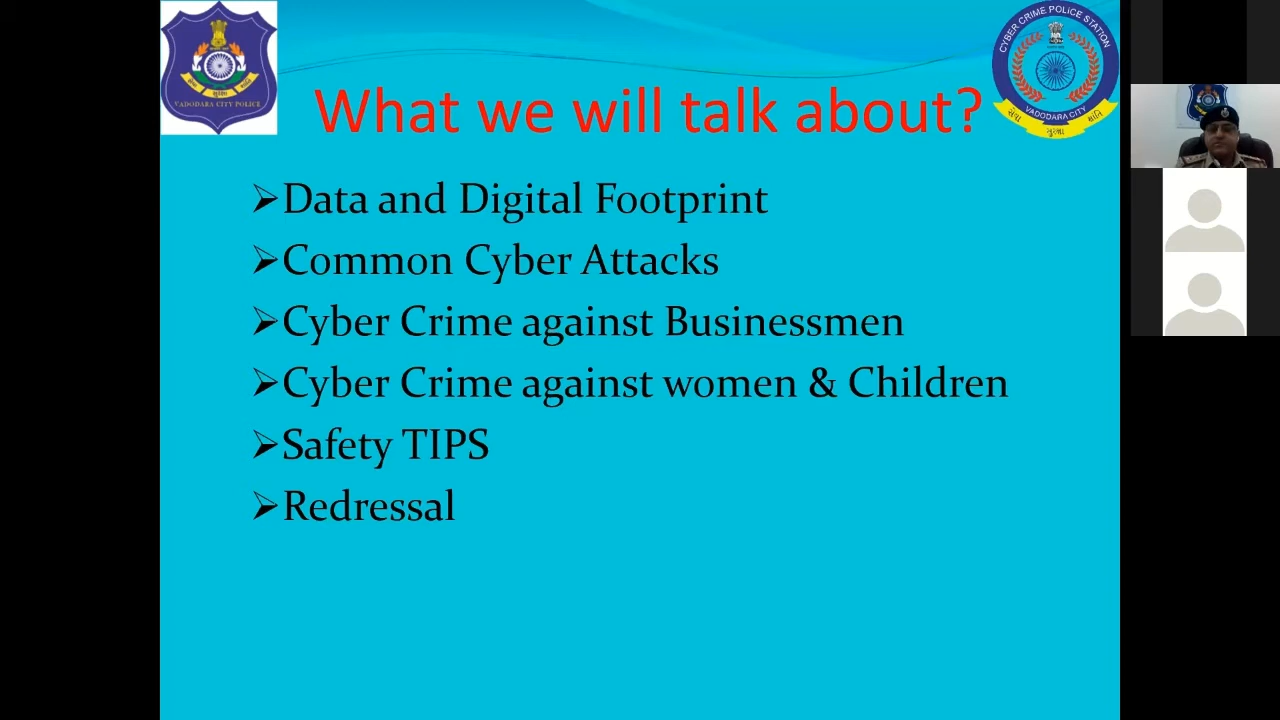 VADODARA CITY POLICE
CYBER CRIME POLICE STATION
VADODARA CITY
સેવા સુરક્ષા શાંતિ
What we will talk about?
➢Data and Digital Footprint
➢Common Cyber Attacks
➢Cyber Crime against Businessmen
➢Cyber Crime against women & Children
➢Safety TIPS
➢Redressal